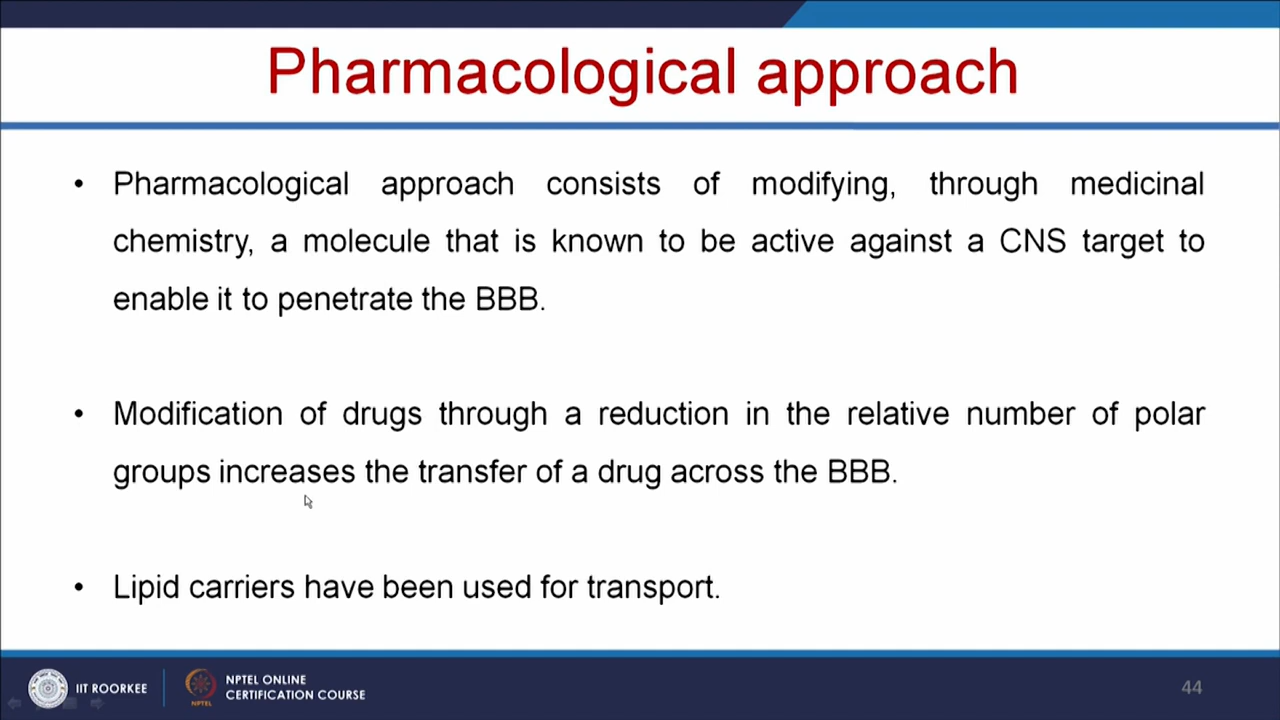 Pharmacological approach
• Pharmacological approach consists of modifying, through medicinal
chemistry, a molecule that is known to be active against a CNS target to
enable it to penetrate the BBB.
• Modification of drugs through a reduction in the relative number of polar
groups increases the transfer of a drug across the BBB.
• Lipid carriers have been used for transport.
IIT ROORKEE
NPTEL
NPTEL ONLINE
CERTIFICATION COURSE
44